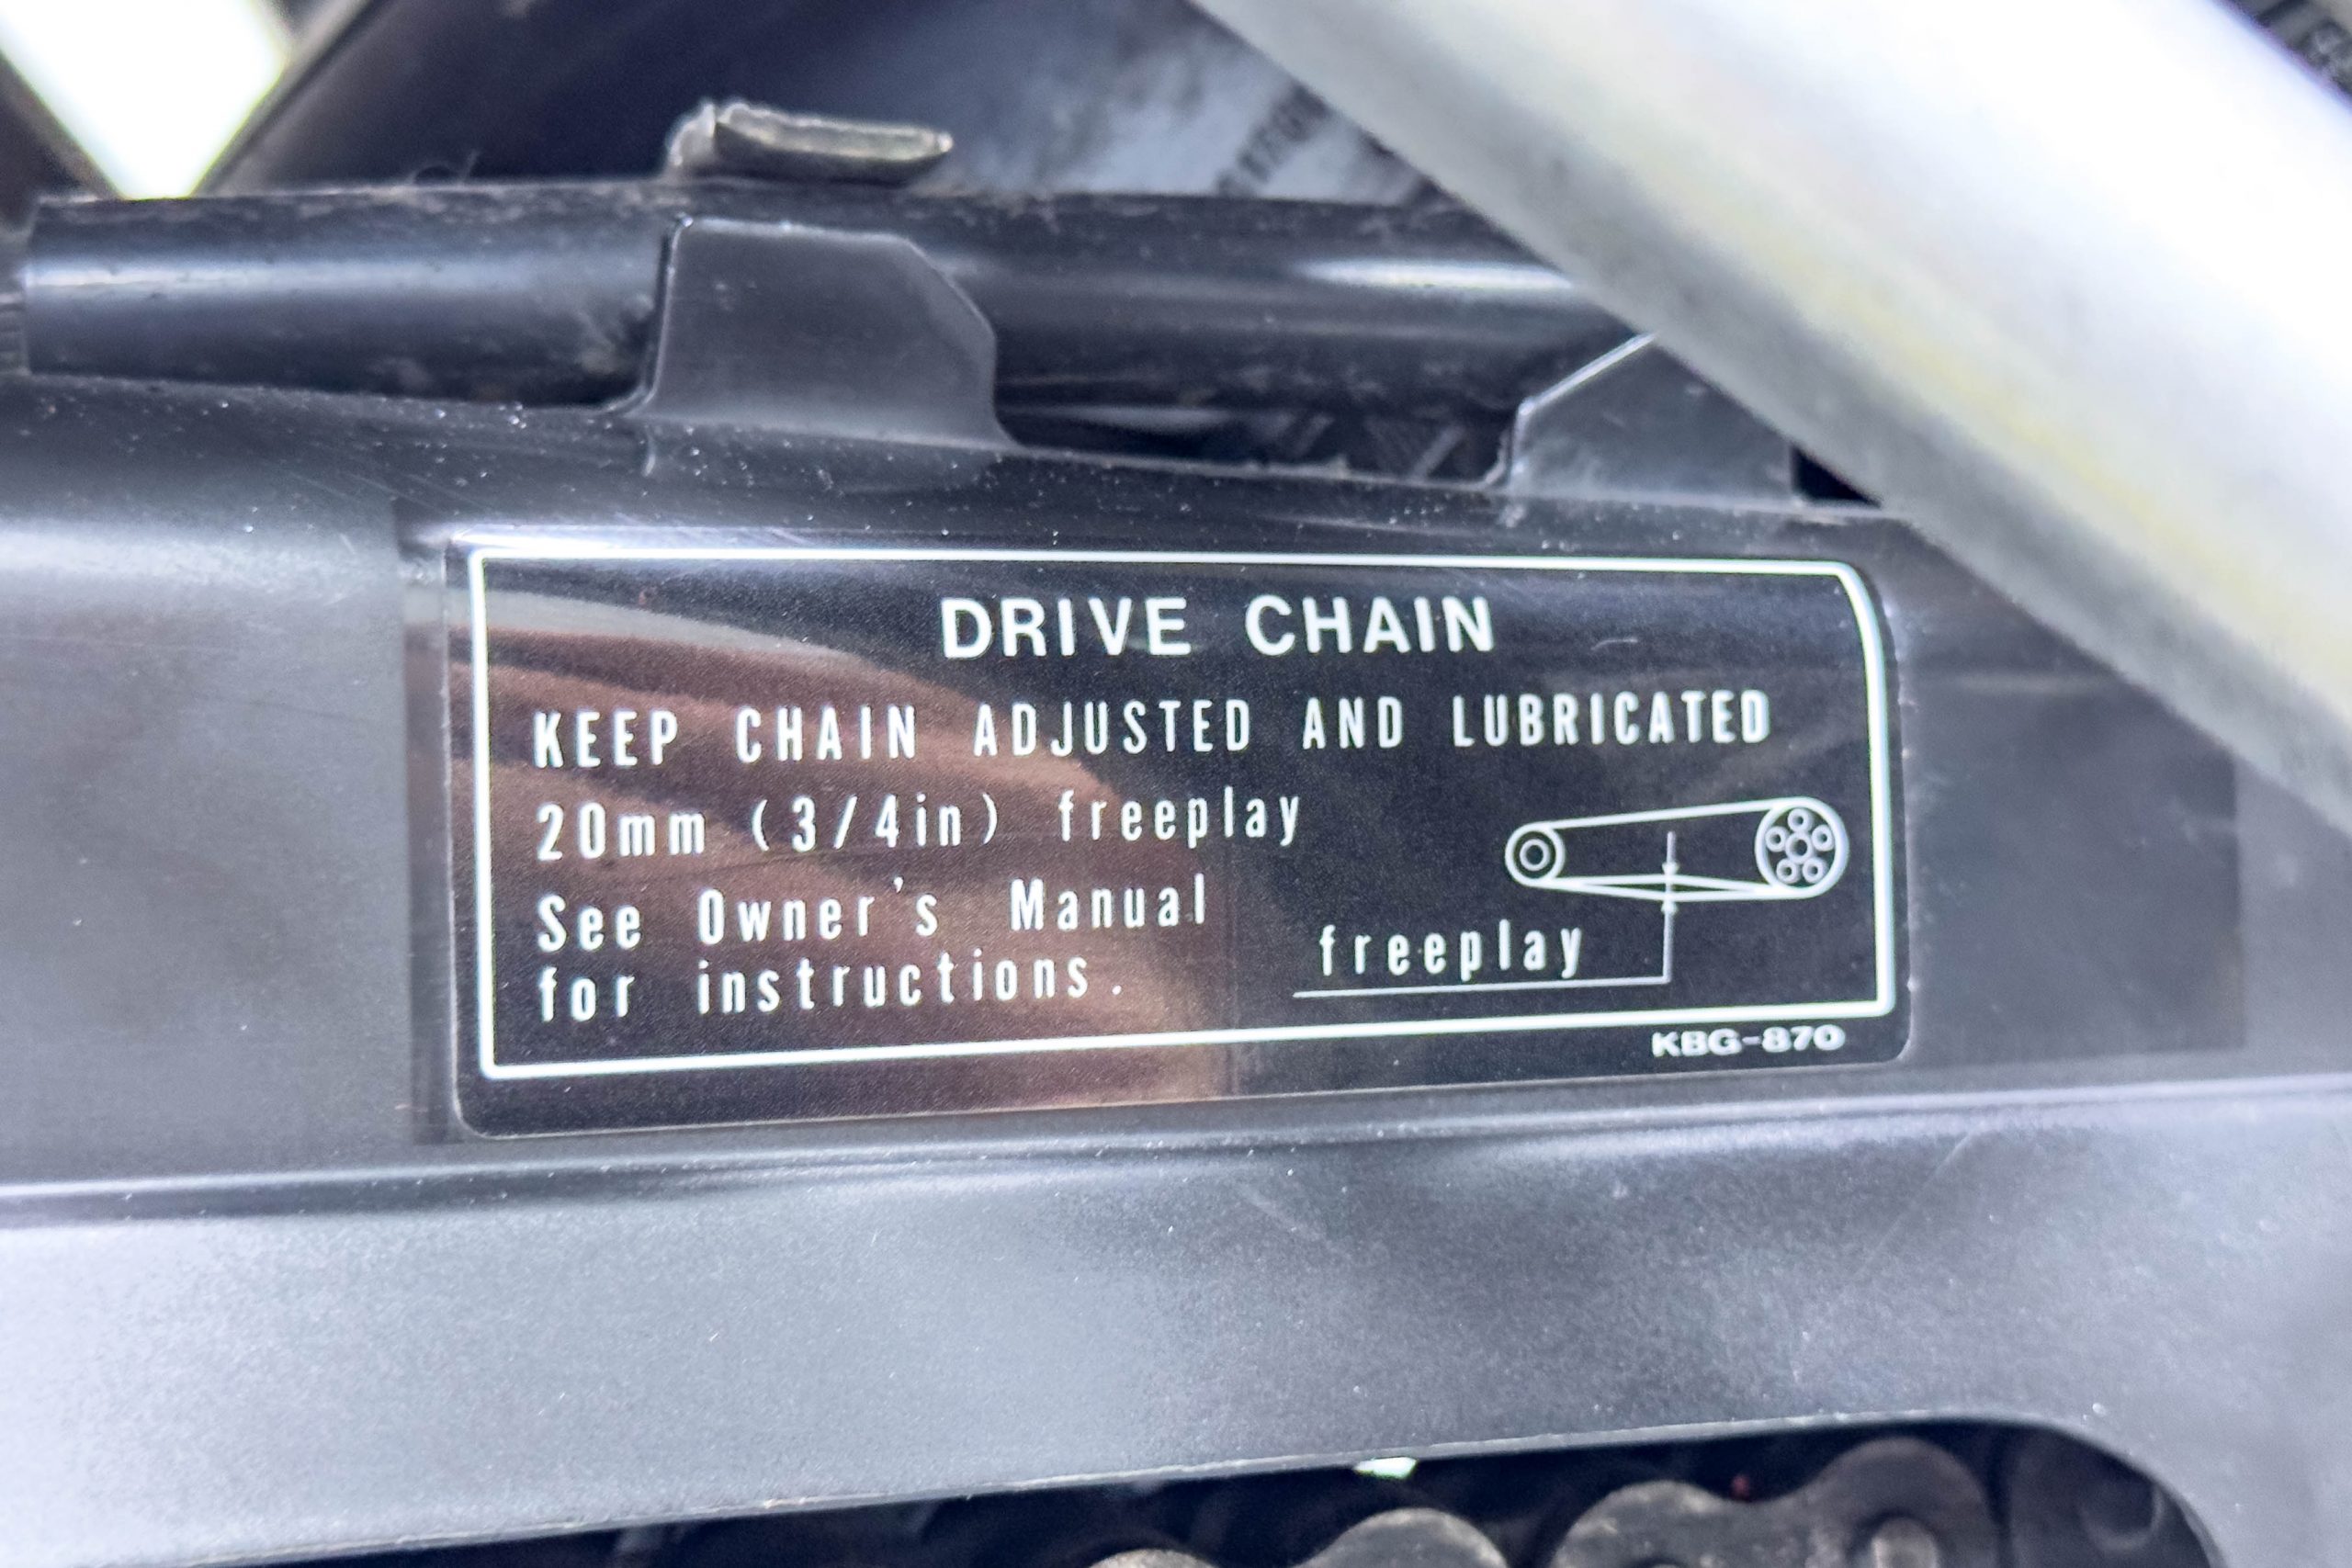 DRIVE CHAIN
KEEP CHAIN ADJUSTED AND LUBRICATED
20mm (3/4in) freeplay
See Owner's Manual
for instructions.
freeplay
KBG-870